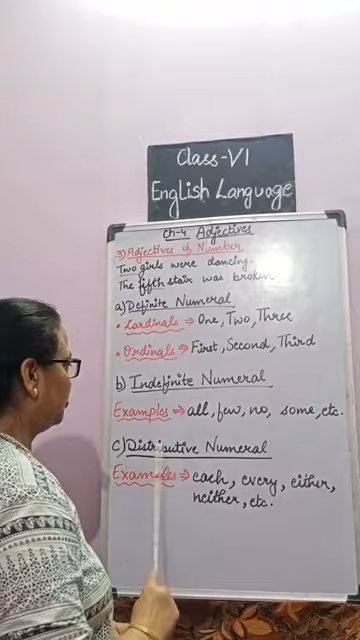 Class-VI
English Language
Ch-4 Adjectives
3) Adjectives of Number
Two girls were dancing.
The fifth stair was broken
a) Definite Numeral
• Cardinals ⇒ One, Two, Three
• Ordinals ⇒ First, Second, Third
b) Indefinite Numeral
Examples ⇒ all, few, no, some, etc.
c) Distributive Numeral
Examples ⇒ each, every, either,
neither, etc.